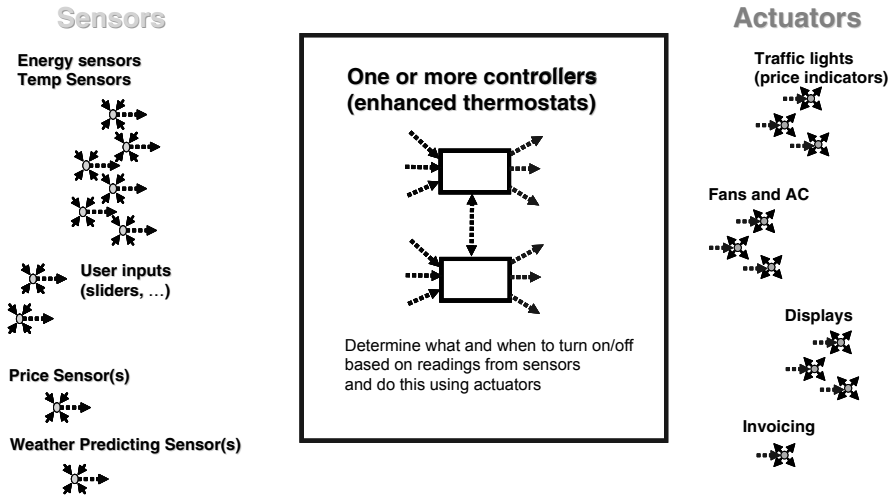 Sensors
Energy sensors
Temp Sensors
User inputs
(sliders, …)
Price Sensor(s)
Weather Predicting Sensor(s)
One or more controllers
(enhanced thermostats)
Determine what and when to turn on/off
based on readings from sensors
and do this using actuators
Actuators
Traffic lights
(price indicators)
Fans and AC
Displays
Invoicing